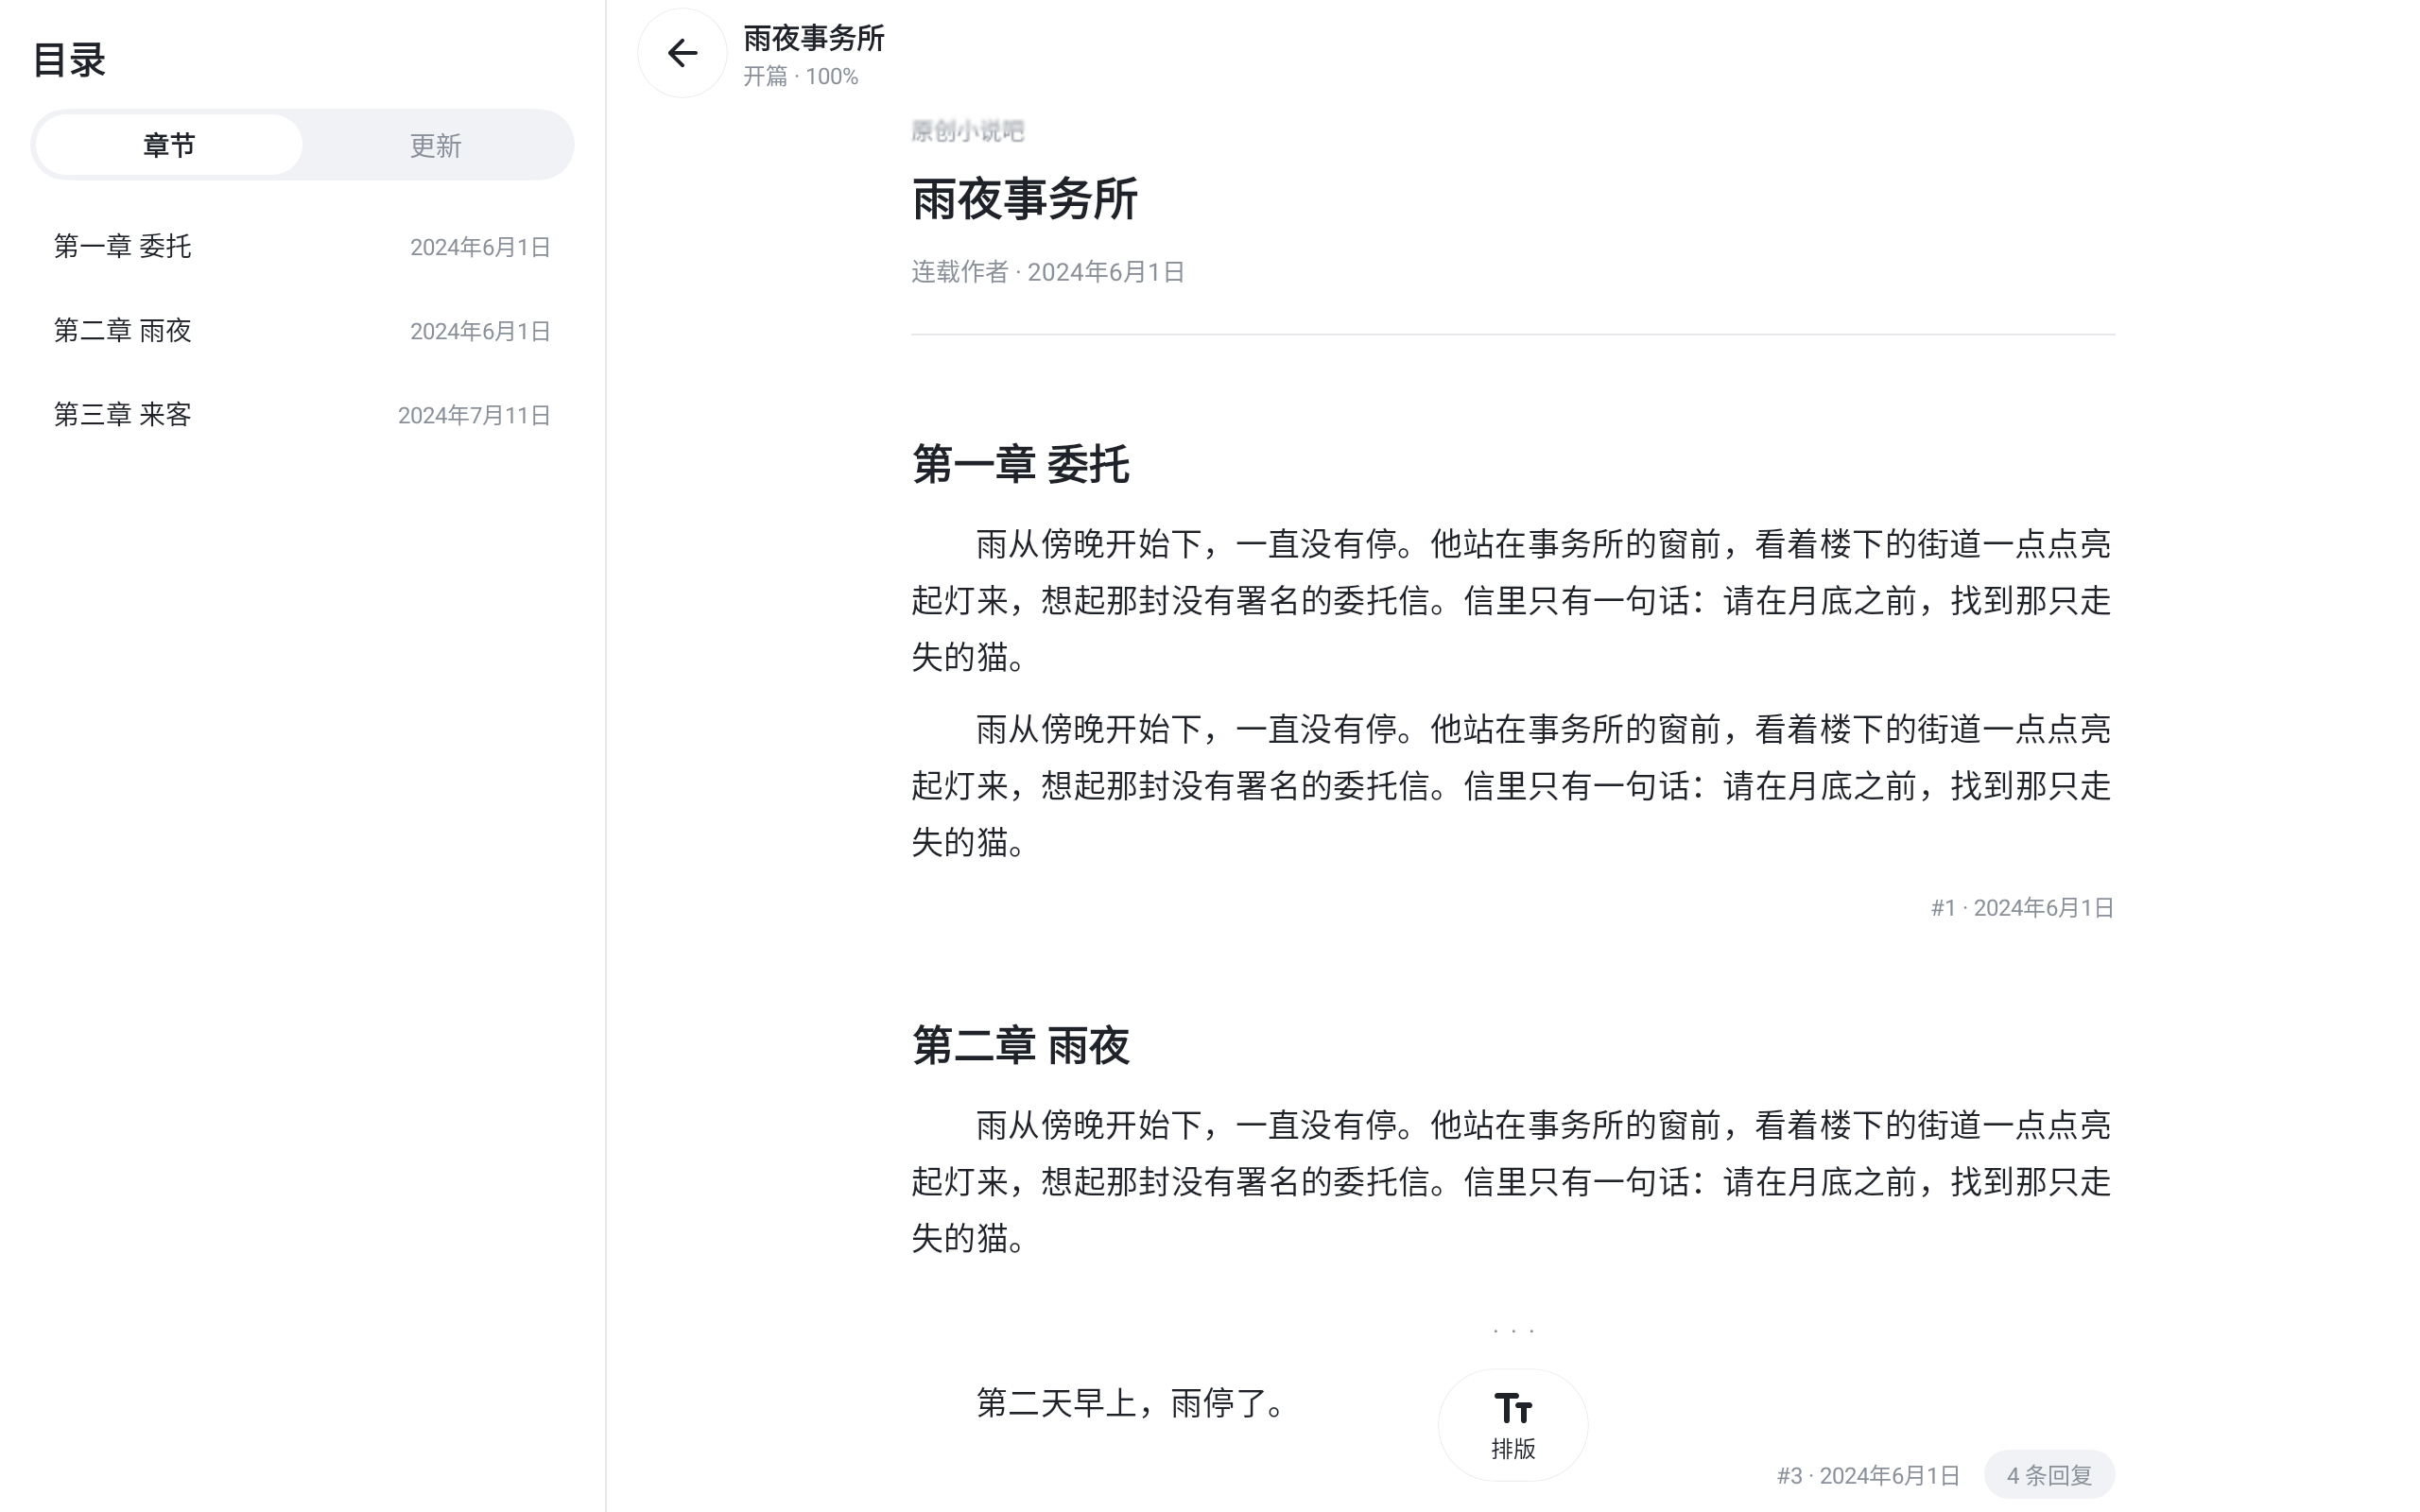 目录
章节
更新
第一章 委托
2024年6月1日
第二章 雨夜
2024年6月1日
第三章 来客
2024年7月11日
雨夜事务所
开篇 · 100%
原创小说吧
雨夜事务所
连载作者 · 2024年6月1日
第一章 委托
雨从傍晚开始下，一直没有停。他站在事务所的窗前，看着楼下的街道一点点亮
起灯来，想起那封没有署名的委托信。信里只有一句话：请在月底之前，找到那只走
失的猫。
雨从傍晚开始下，一直没有停。他站在事务所的窗前，看着楼下的街道一点点亮
起灯来，想起那封没有署名的委托信。信里只有一句话：请在月底之前，找到那只走
失的猫。
#1 · 2024年6月1日
第二章 雨夜
雨从傍晚开始下，一直没有停。他站在事务所的窗前，看着楼下的街道一点点亮
起灯来，想起那封没有署名的委托信。信里只有一句话：请在月底之前，找到那只走
失的猫。
· · ·
第二天早上，雨停了。
排版
#3 · 2024年6月1日
4 条回复